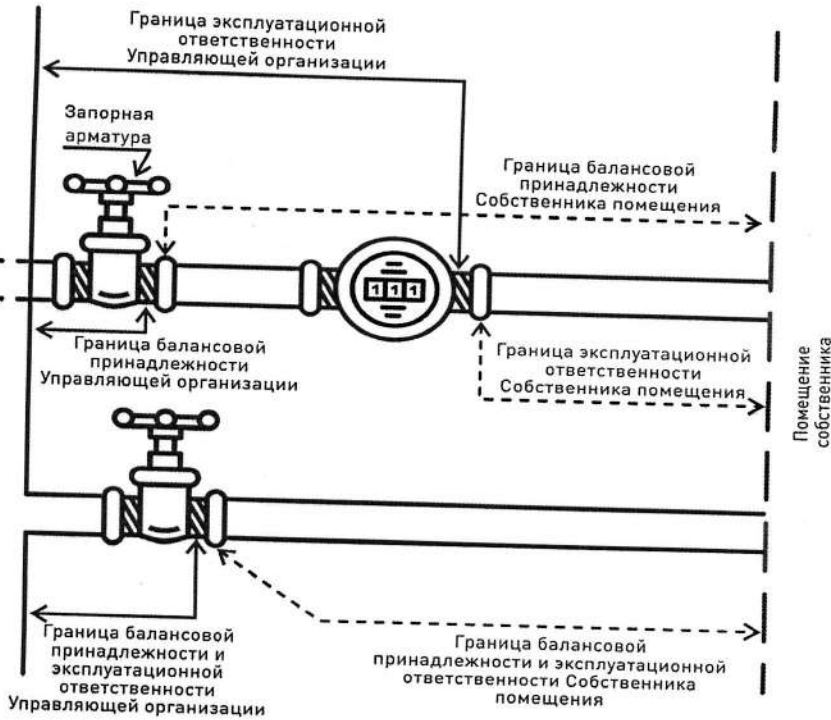 Граница эксплуатационной
ответственности
Управляющей организации
Запорная
арматура
Граница балансовой
принадлежности
Собственника помещения
111
Граница балансовой
принадлежности
Управляющей организации
Граница эксплуатационной
ответственности
Собственника помещения
Помещение
собственника
Граница балансовой
принадлежности и
эксплуатационной
ответственности
Управляющей организации
Граница балансовой
принадлежности и эксплуатационной
ответственности Собственника
помещения